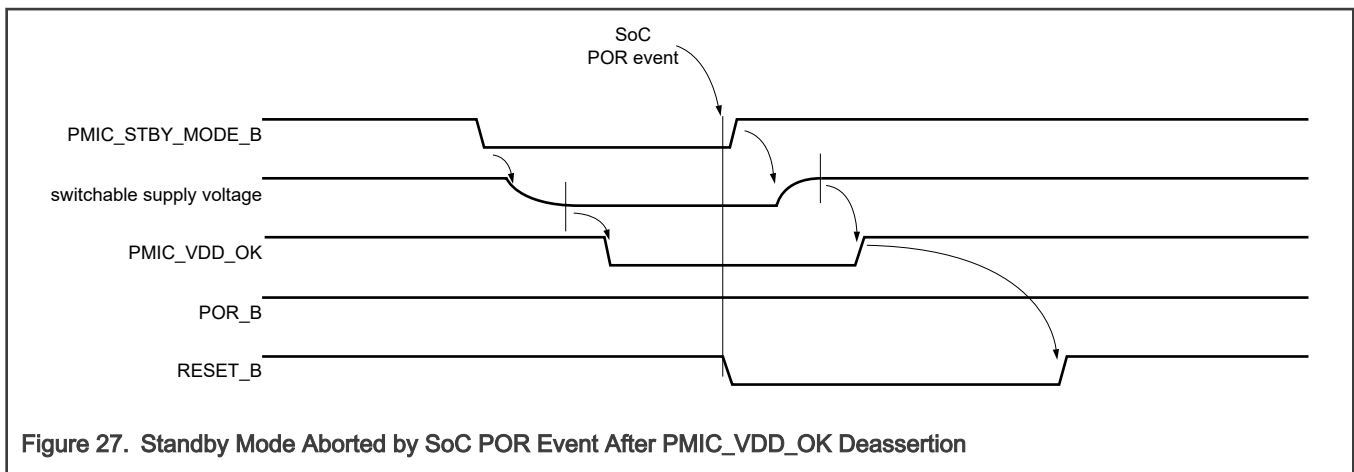 SoC
POR event
PMIC_STBY_MODE_B
switchable supply voltage
PMIC_VDD_OK
POR_B
RESET_B
Figure 27. Standby Mode Aborted by SoC POR Event After PMIC_VDD_OK Deassertion